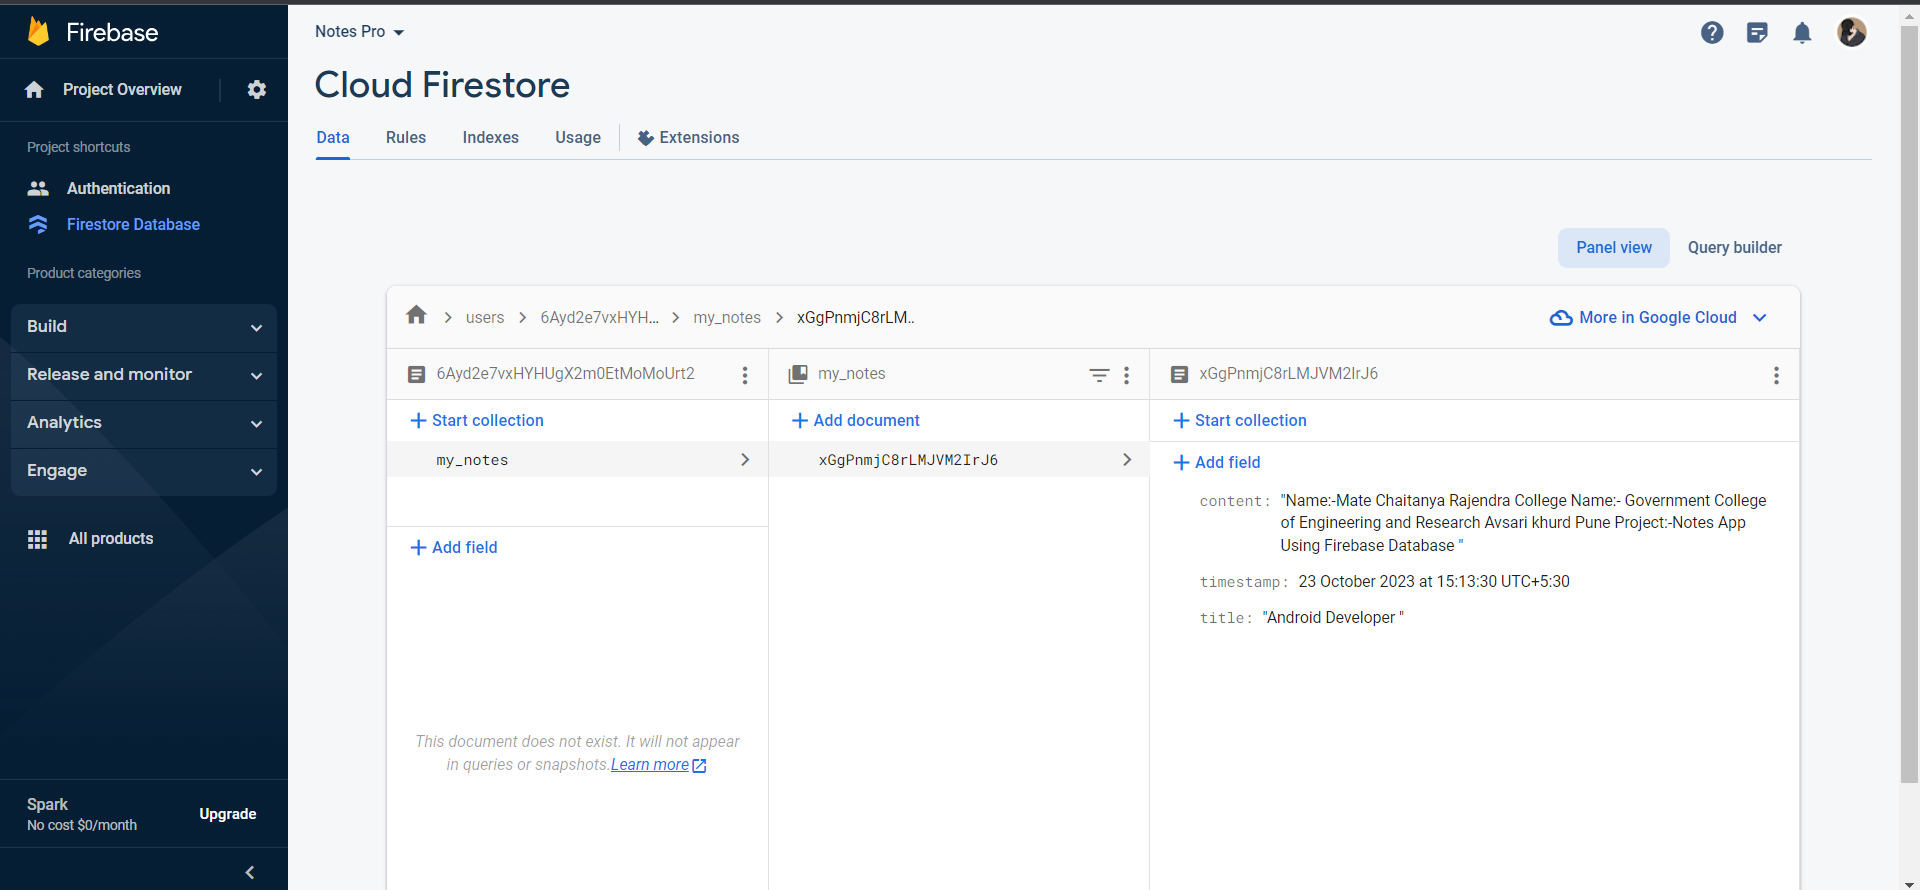 Firebase
Project Overview
Project shortcuts
Authentication
Firestore Database
Product categories
Build
Release and monitor
Analytics
Engage
All products
Spark
No cost $0/month
Upgrade
Notes Pro
Cloud Firestore
Data
Rules
Indexes
Usage
Extensions
Panel view
Query builder
users
6Ayd2e7vxHYH...
my_notes
xGgPnmjC8rLM..
More in Google Cloud
6Ayd2e7vxHYHUgX2m0EtMoMoUrt2
Start collection
my_notes
Add field
This document does not exist. It will not appear
in queries or snapshots.Learn more
my_notes
Add document
xGgPnmjC8rLMJVM2IrJ6
xGgPnmjC8rLMJVM2IrJ6
Start collection
Add field
content: "Name:-Mate Chaitanya Rajendra College Name:- Government College
of Engineering and Research Avsari khurd Pune Project:-Notes App
Using Firebase Database "
timestamp: 23 October 2023 at 15:13:30 UTC+5:30
title: "Android Developer "